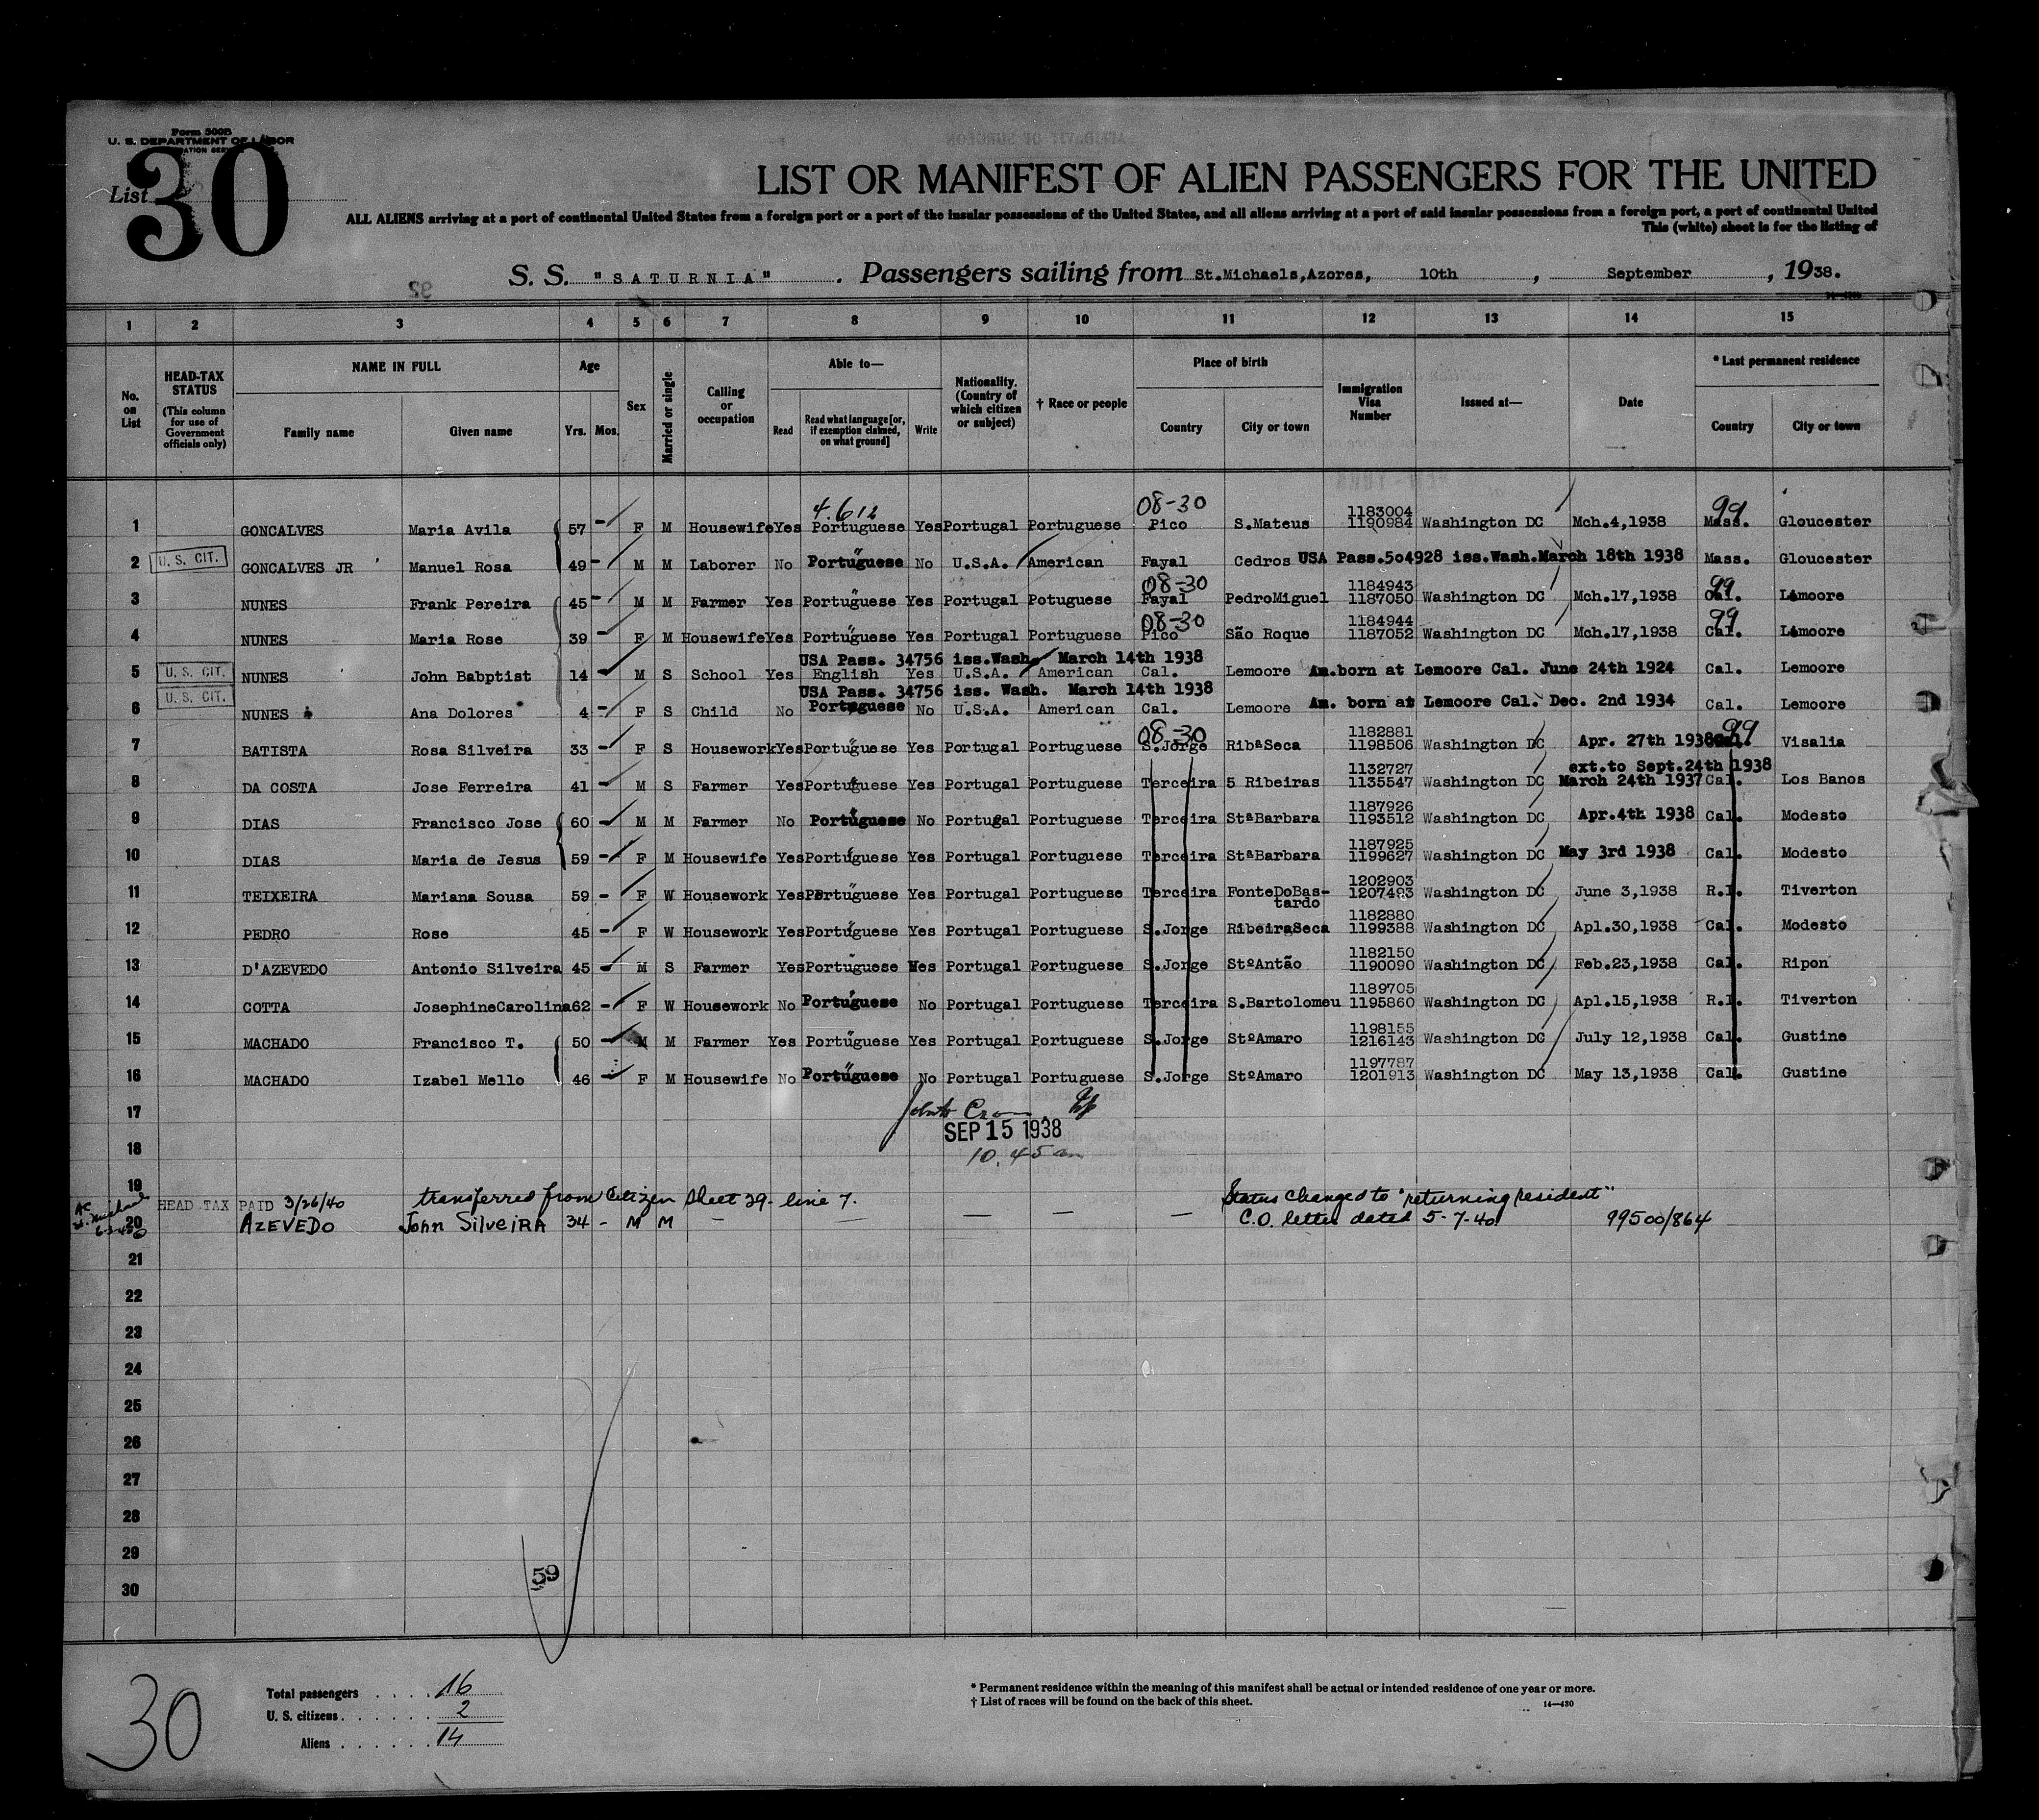 Form 500B
U. S. DEPARTMENT OF LABOR
List 30
LIST OR MANIFEST OF ALIEN PASSENGERS FOR THE UNITED
ALL ALIENS arriving at a port of continental United States from a foreign port or a port of the insular possessions of the United States, and all aliens arriving at a port of said insular possessions from a foreign port, a port of continental United
This (white) sheet is for the listing of
S. S. "SATURNIA". Passengers sailing from St.Michaels,Azores, 10th, September, 1938.
92
1 2 3 4 5 6 7 8 9 10 11 12 13 14 15
No. on List
HEAD-TAX STATUS (This column for use of Government officials only)
NAME IN FULL
Family name Given name
Age
Yrs. Mos.
Sex
Married or single
Calling or occupation
Able to—
Read Read what language [or, if exemption claimed, on what ground] Write
Nationality. (Country of which citizen or subject)
† Race or people
Place of birth
Country City or town
Immigration Visa Number
Issued at—
Date
* Last permanent residence
Country City or town
4.612 08-30 1183004 99
1 GONCALVES Maria Avila 57 - F M Housewife Yes Portuguese Yes Portugal Portuguese Pico S.Mateus 1190984 Washington DC Mch.4,1938 Mass. Gloucester
2 U. S. CIT. GONCALVES JR Manuel Rosa 49 - M M Laborer No Portuguese No U.S.A. American Fayal Cedros USA Pass.504928 iss.Wash.March 18th 1938 Mass. Gloucester
08-30 1184943 99
3 NUNES Frank Pereira 45 - M M Farmer Yes Portuguese Yes Portugal Potuguese Fayal PedroMiguel 1187050 Washington DC Mch.17,1938 Cal. Lemoore
08-30 1184944 99
4 NUNES Maria Rose 39 - F M Housewife Yes Portuguese Yes Portugal Portuguese Pico São Roque 1187052 Washington DC Mch.17,1938 Cal. Lemoore
USA Pass. 34756 iss.Wash. March 14th 1938
5 U. S. CIT. NUNES John Babptist 14 - M S School Yes English Yes U.S.A. American Cal. Lemoore Am.born at Lemoore Cal. June 24th 1924 Cal. Lemoore
USA Pass. 34756 iss. Wash. March 14th 1938
6 U. S. CIT. NUNES Ana Dolores 4 - F S Child No Portuguese No U.S.A. American Cal. Lemoore Am. born at Lemoore Cal. Dec. 2nd 1934 Cal. Lemoore
08-30 1182881 99
7 BATISTA Rosa Silveira 33 - F S Housework Yes Portuguese Yes Portugal Portuguese S.Jorge RibªSeca 1198506 Washington DC Apr. 27th 1938 Cal. Visalia
1132727 ext.to Sept.24th 1938
8 DA COSTA Jose Ferreira 41 - M S Farmer Yes Portuguese Yes Portugal Portuguese Terceira 5 Ribeiras 1135547 Washington DC March 24th 1937 Cal. Los Banos
1187926
9 DIAS Francisco Jose 60 - M M Farmer No Portuguese No Portugal Portuguese Terceira StªBarbara 1193512 Washington DC Apr.4th 1938 Cal. Modesto
1187925
10 DIAS Maria de Jesus 59 - F M Housewife Yes Portuguese Yes Portugal Portuguese Terceira StªBarbara 1199627 Washington DC May 3rd 1938 Cal. Modesto
1202903
11 TEIXEIRA Mariana Sousa 59 - F W Housework Yes Portuguese Yes Portugal Portuguese Terceira FonteDoBas- 1207493 Washington DC June 3,1938 R.I. Tiverton
tardo
1182880
12 PEDRO Rose 45 - F W Housework Yes Portuguese Yes Portugal Portuguese S.Jorge RibeiraSeca 1199388 Washington DC Apl.30,1938 Cal. Modesto
1182150
13 D'AZEVEDO Antonio Silveira 45 - M S Farmer Yes Portuguese Yes Portugal Portuguese S.Jorge StºAntão 1190090 Washington DC Feb.23,1938 Cal. Ripon
1189705
14 COTTA JosephineCarolina 62 - F W Housework No Portuguese No Portugal Portuguese Terceira S.Bartolomeu 1195860 Washington DC Apl.15,1938 R.I. Tiverton
1198155
15 MACHADO Francisco T. 50 - M M Farmer Yes Portuguese Yes Portugal Portuguese S.Jorge StºAmaro 1216143 Washington DC July 12,1938 Cal. Gustine
1197787
16 MACHADO Izabel Mello 46 - F M Housewife No Portuguese No Portugal Portuguese S.Jorge StºAmaro 1201913 Washington DC May 13,1938 Cal. Gustine
17
SEP 15 1938
18 10.45 am
19
HEAD TAX PAID 3/26/40 transferred from Citizen Sheet 29- line 7. Status changed to "returning resident"
20 AZEVEDO John SilveiRA 34 - M M - — — — — C.O. letter dated 5-7-40 99500/864
21
22
23
24
25
26
27
28
29
59
30
30
Total passengers . . . . 16
U. S. citizens . . . . . . 2
Aliens . . . . . . 14
* Permanent residence within the meaning of this manifest shall be actual or intended residence of one year or more.
† List of races will be found on the back of this sheet.
14—430